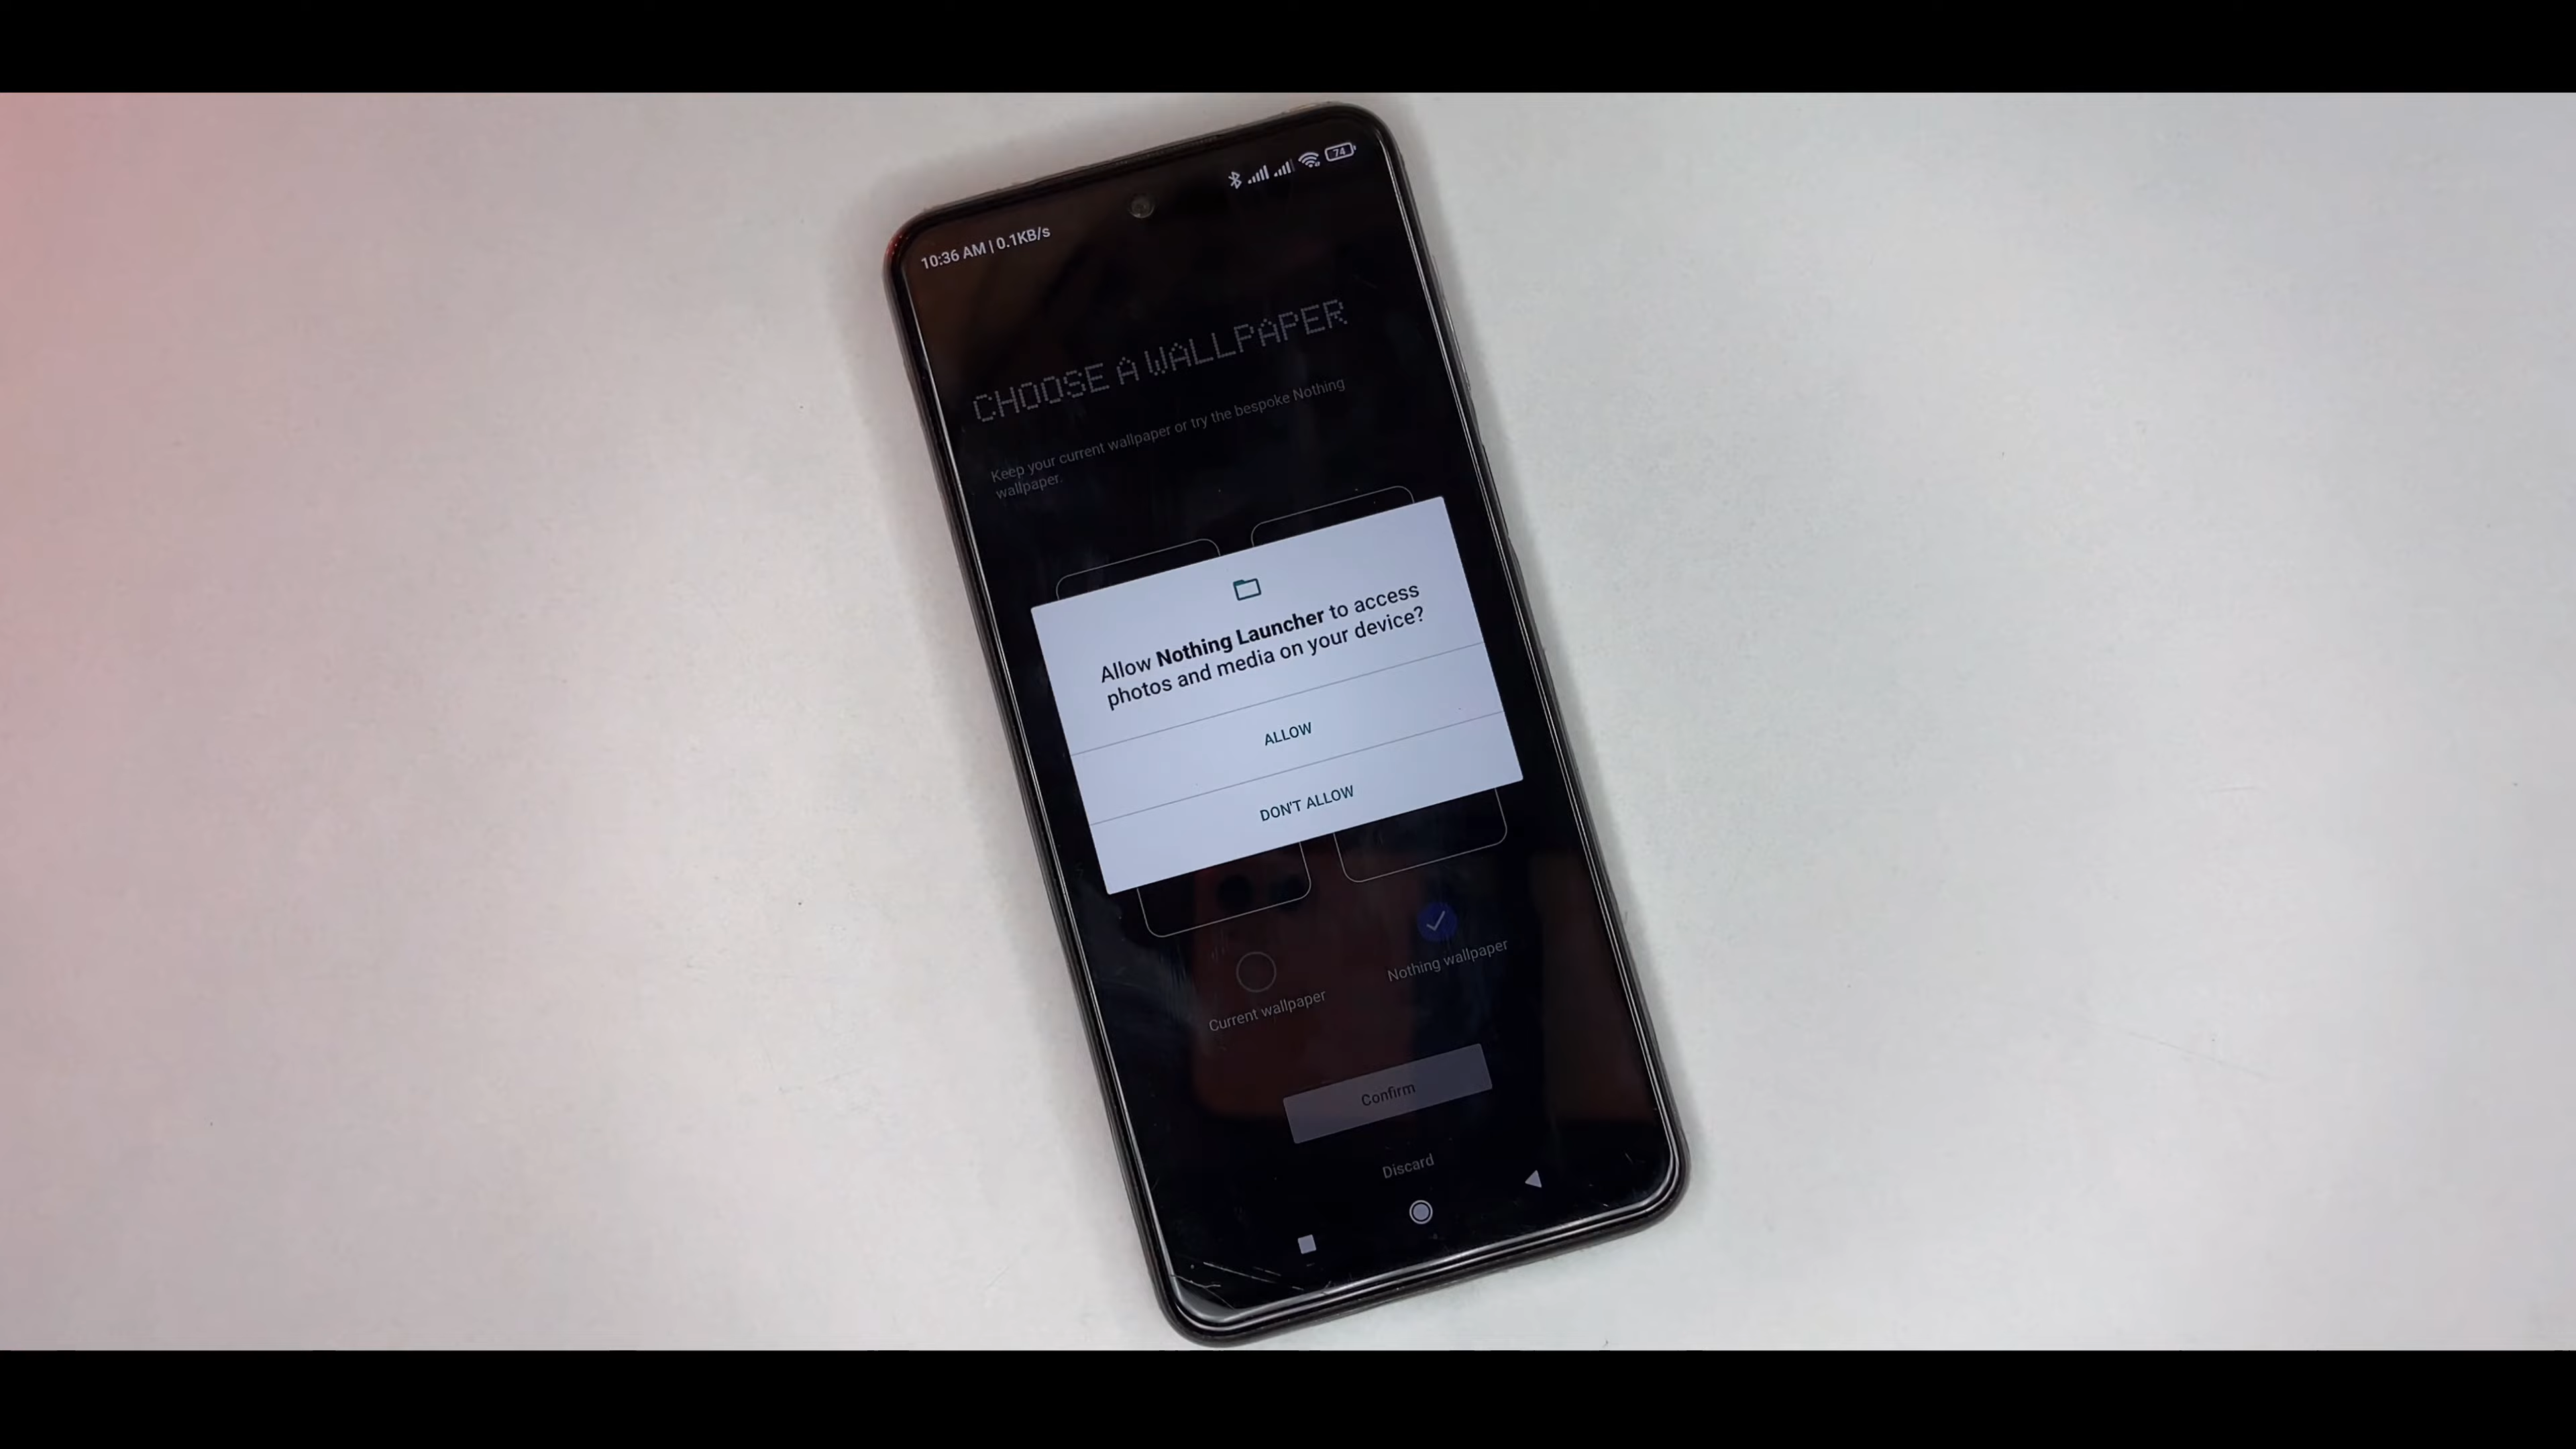 10:36 AM | 0.1KB/s
74
CHOOSE A WALLPAPER
Keep your current wallpaper or try the bespoke Nothing
wallpaper.
Allow Nothing Launcher to access
photos and media on your device?
ALLOW
DON'T ALLOW
Current wallpaper
Nothing wallpaper
Confirm
Discard